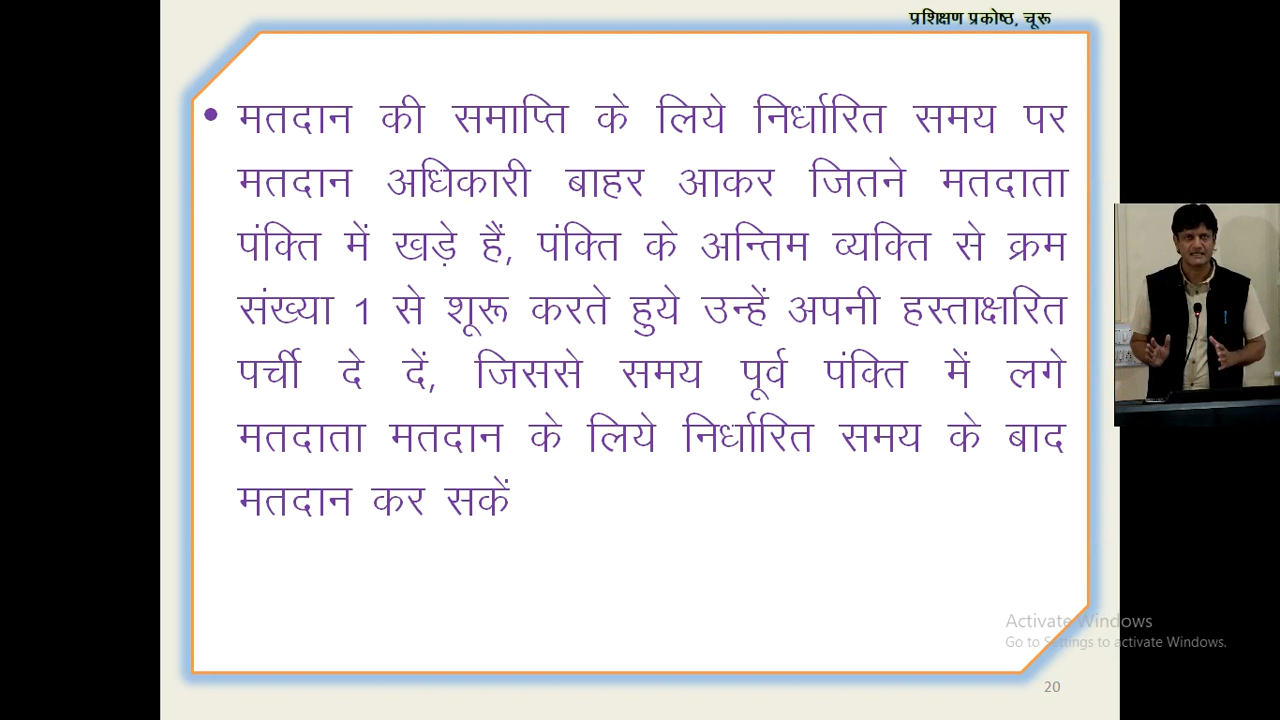 प्रशिक्षण प्रकोष्ठ, चूरू
• मतदान की समाप्ति के लिये निर्धारित समय पर
मतदान अधिकारी बाहर आकर जितने मतदाता
पंक्ति में खड़े हैं, पंक्ति के अन्तिम व्यक्ति से क्रम
संख्या 1 से शूरू करते हुये उन्हें अपनी हस्ताक्षरित
पर्ची दे दें, जिससे समय पूर्व पंक्ति में लगे
मतदाता मतदान के लिये निर्धारित समय के बाद
मतदान कर सकें
Activate Windows
Go to Settings to activate Windows.
20